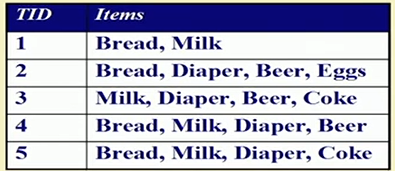 TID Items
1 Bread, Milk
2 Bread, Diaper, Beer, Eggs
3 Milk, Diaper, Beer, Coke
4 Bread, Milk, Diaper, Beer
5 Bread, Milk, Diaper, Coke